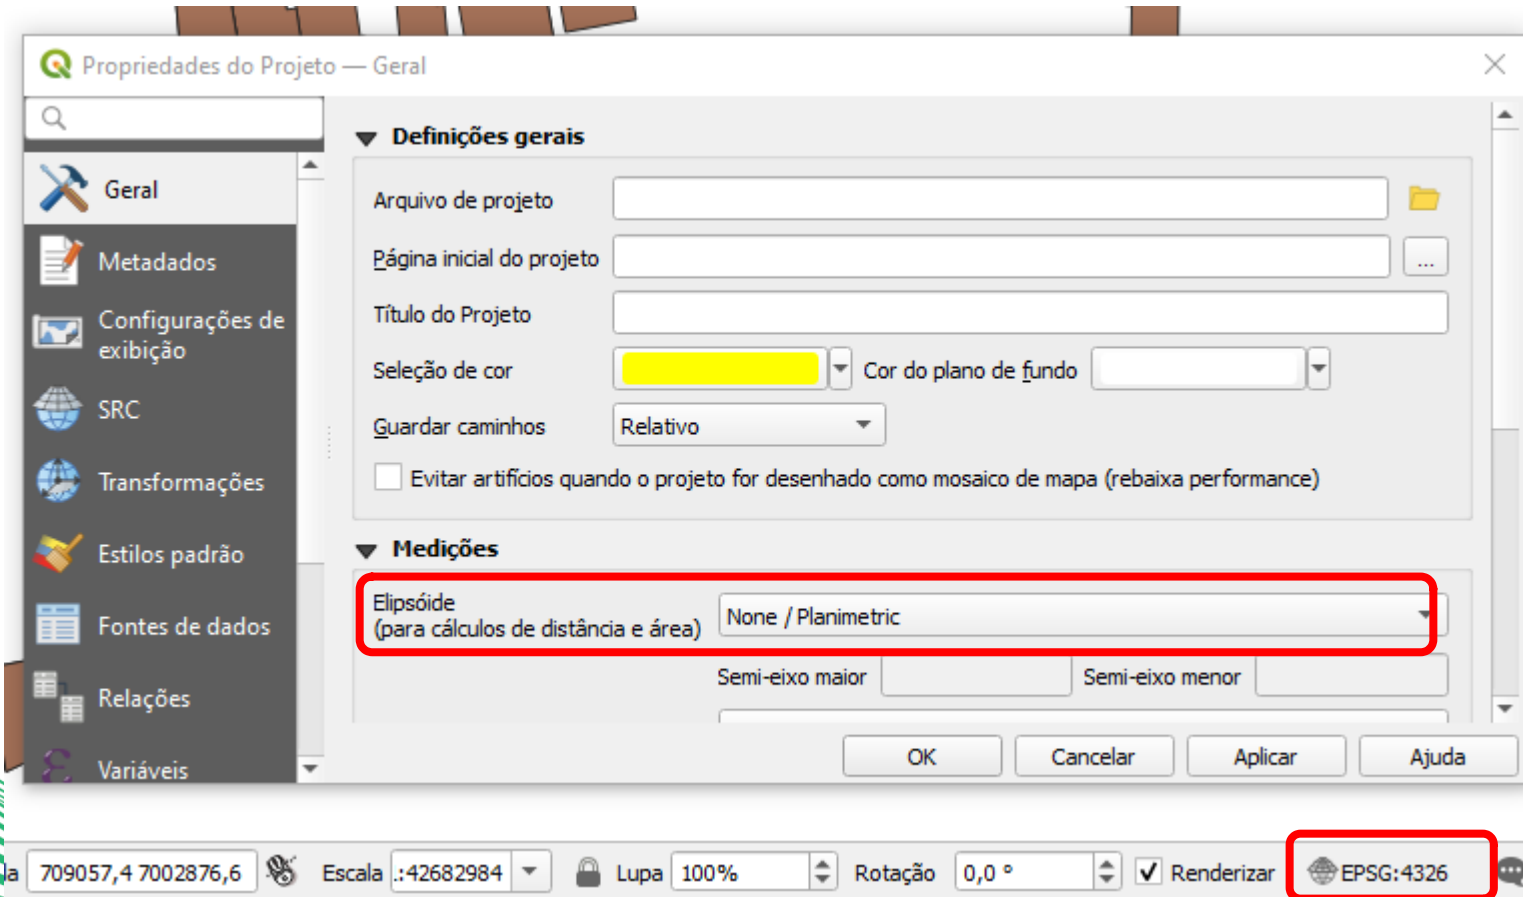 Propriedades do Projeto — Geral
Definições gerais
Geral
Arquivo de projeto
Metadados
Página inicial do projeto
...
Configurações de
exibição
Título do Projeto
Seleção de cor
Cor do plano de fundo
SRC
Guardar caminhos
Relativo
Transformações
Evitar artifícios quando o projeto for desenhado como mosaico de mapa (rebaixa performance)
Estilos padrão
Medições
Elipsóide
(para cálculos de distância e área)
None / Planimetric
Fontes de dados
Semi-eixo maior
Semi-eixo menor
Relações
Variáveis
OK
Cancelar
Aplicar
Ajuda
709057,4 7002876,6
Escala
.:42682984
Lupa
100%
Rotação
0,0 °
Renderizar
EPSG:4326